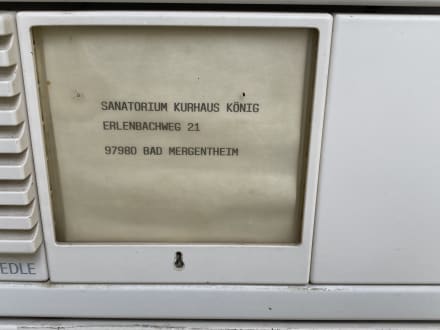 SANATORIUM KURHAUS KÖNIG
ERLENBACHWEG 21
97980 BAD MERGENTHEIM
EDLE